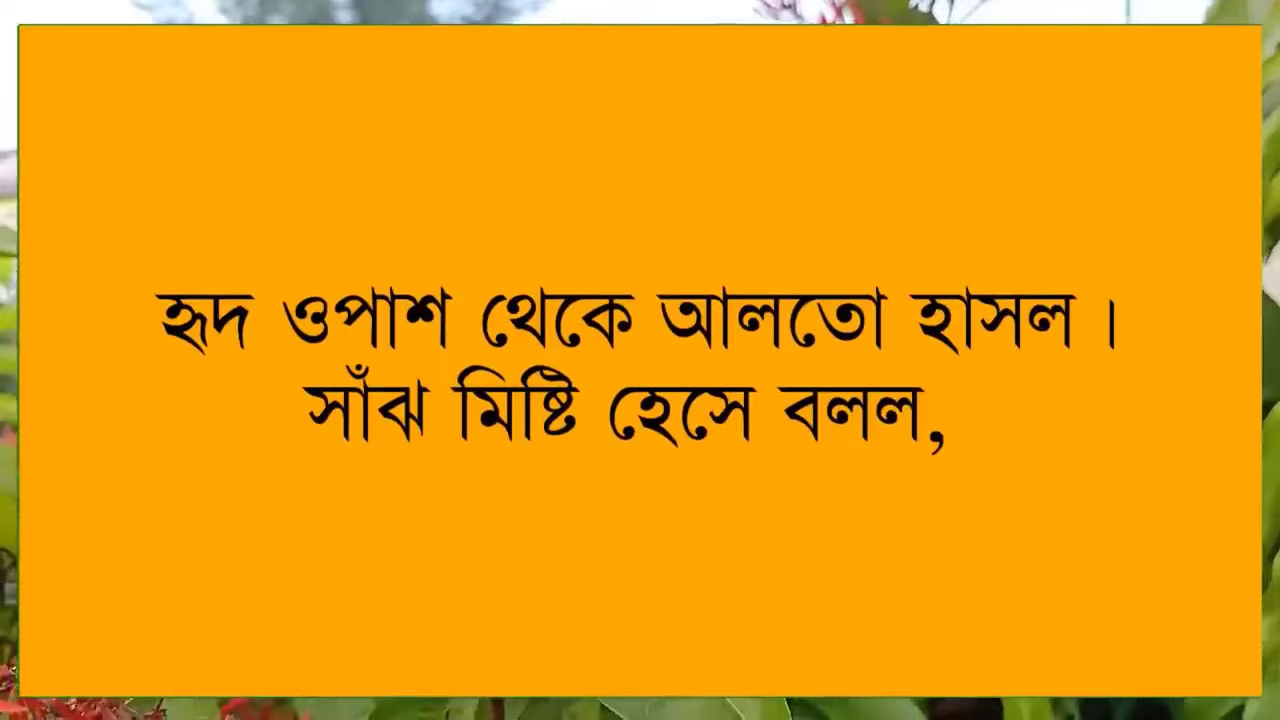 হৃদ ওপাশ থেকে আলতো হাসল।
সাঁঝ মিষ্টি হেসে বলল,